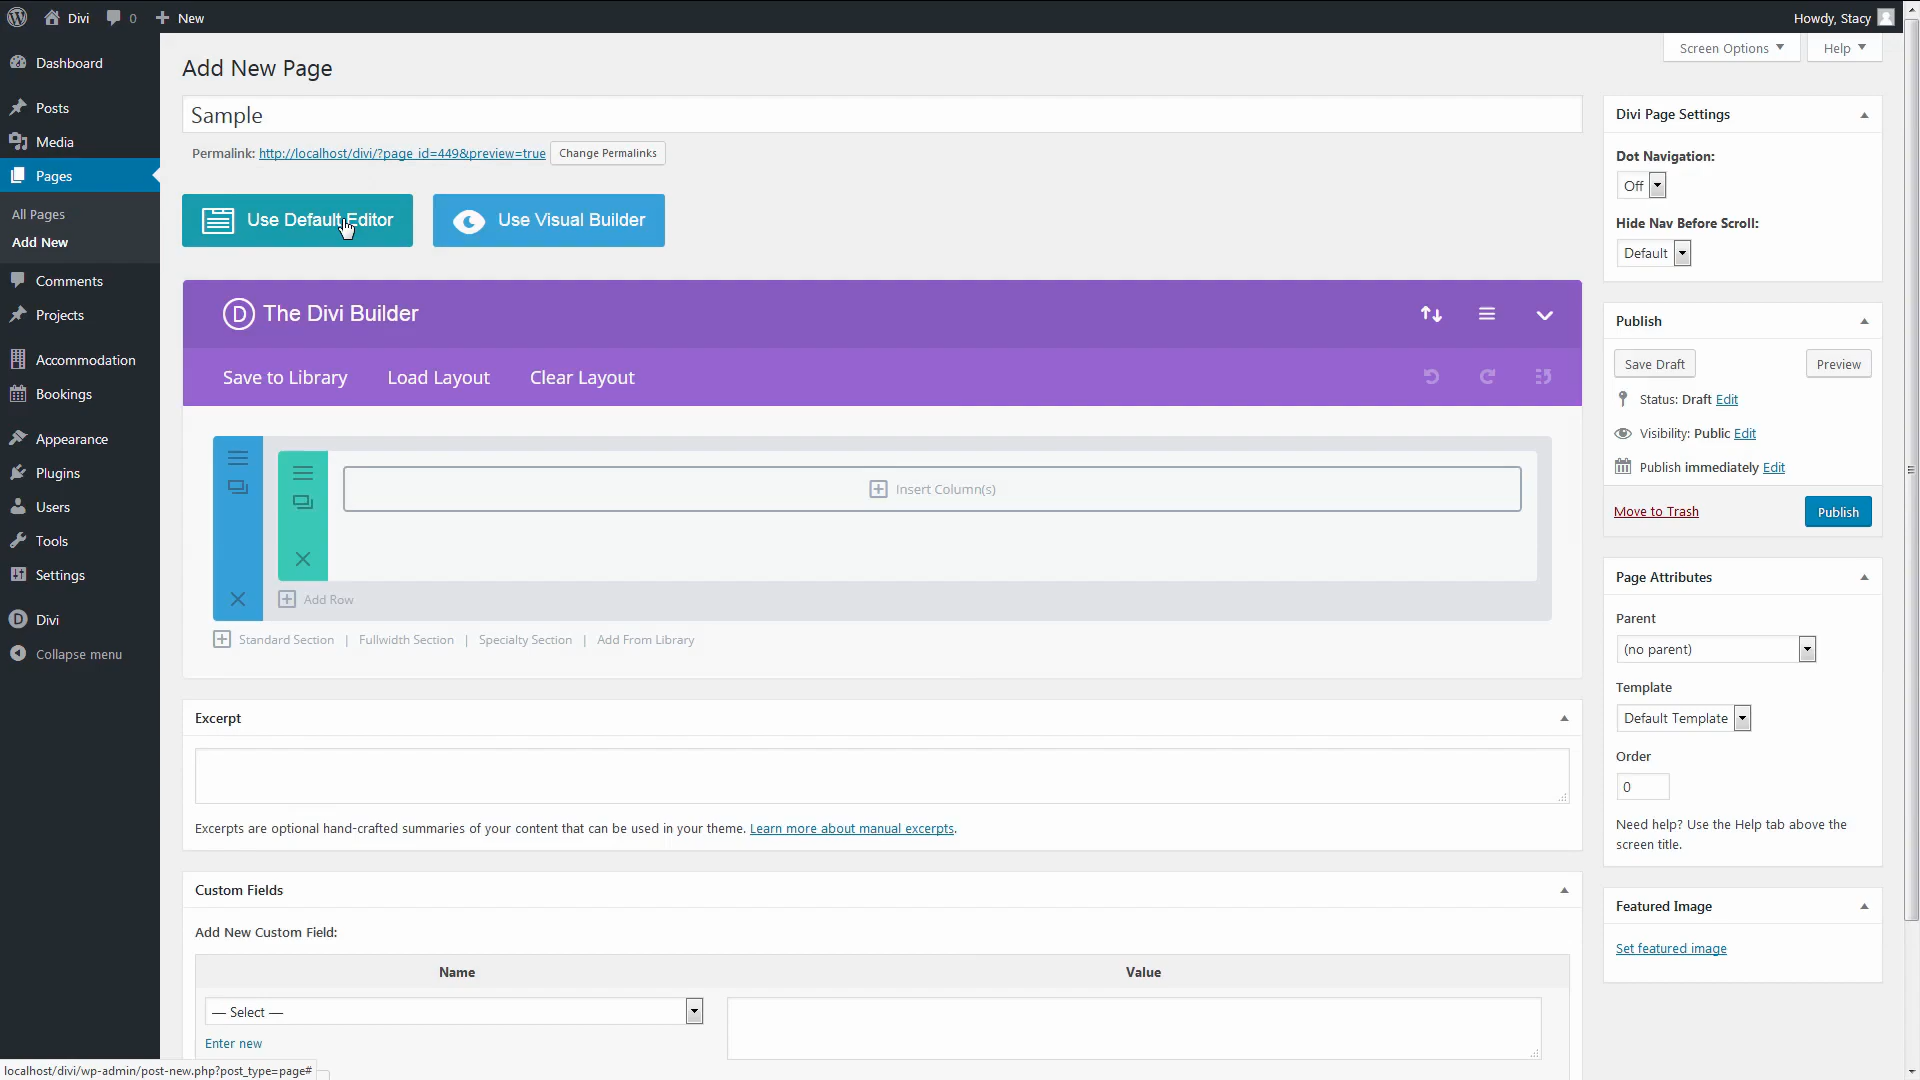 Divi
0
New
Howdy, Stacy
Screen Options
Help
Dashboard
Posts
Media
Pages
All Pages
Add New
Comments
Projects
Accommodation
Bookings
Appearance
Plugins
Users
Tools
Settings
Divi
Collapse menu
Add New Page
Sample
Permalink: http://localhost/divi/?page_id=449&preview=true Change Permalinks
Use Default Editor
Use Visual Builder
D The Divi Builder
Save to Library
Load Layout
Clear Layout
Insert Column(s)
Add Row
Standard Section | Fullwidth Section | Specialty Section | Add From Library
Excerpt
Excerpts are optional hand-crafted summaries of your content that can be used in your theme. Learn more about manual excerpts.
Custom Fields
Add New Custom Field:
Name
Value
— Select —
Enter new
Divi Page Settings
Dot Navigation:
Off
Hide Nav Before Scroll:
Default
Publish
Save Draft
Preview
Status: Draft Edit
Visibility: Public Edit
Publish immediately Edit
Move to Trash
Publish
Page Attributes
Parent
(no parent)
Template
Default Template
Order
0
Need help? Use the Help tab above the
screen title.
Featured Image
Set featured image
localhost/divi/wp-admin/post-new.php?post_type=page#